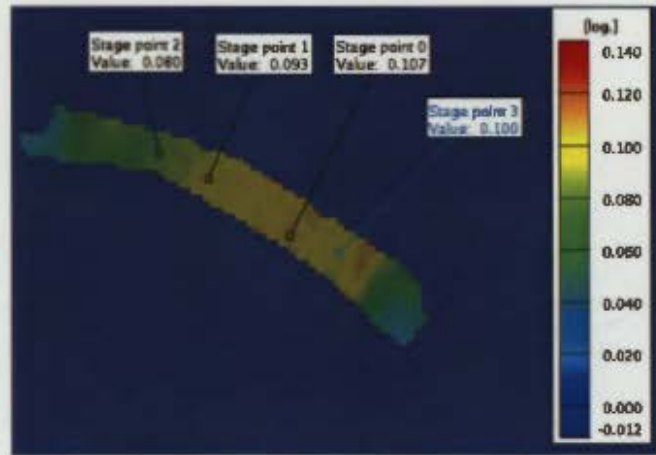 Stage point 2
Value: 0.080
Stage point 1
Value: 0.093
Stage point 0
Value: 0.107
Stage point 3
Value: 0.100
[log.]
0.140
0.120
0.100
0.080
0.060
0.040
0.020
0.000
-0.012